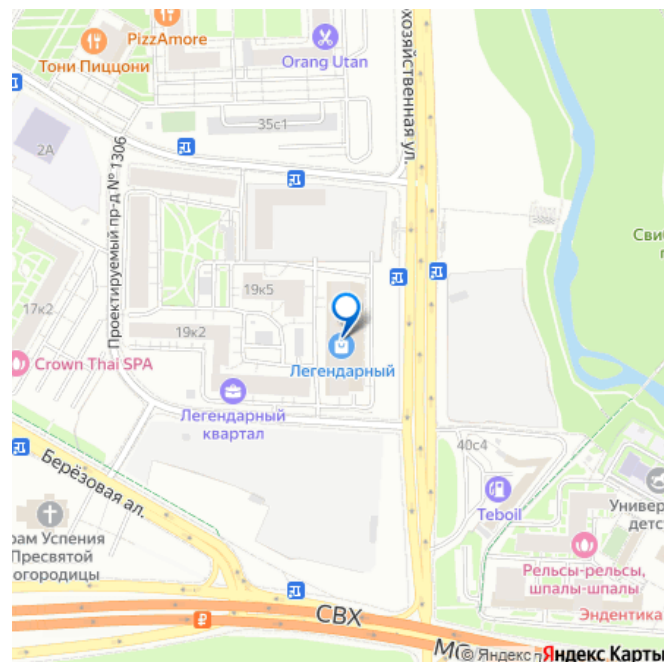 PizzAmore
Тони Пиццони
Orang Utan
хозяйственная ул.
35с1
2А
Проектируемый пр-д № 1306
Сви
17к2
19к5
19к2
Crown Thai SPA
Легендарный
Легендарный
квартал
40с4
Берёзовая ал.
Teboil
Универ
детс
рам Успения
Пресвятой
огородицы
Рельсы-рельсы,
шпалы-шпалы
Эндентика
СВХ
₽
© Яндекс
Яндекс Карты